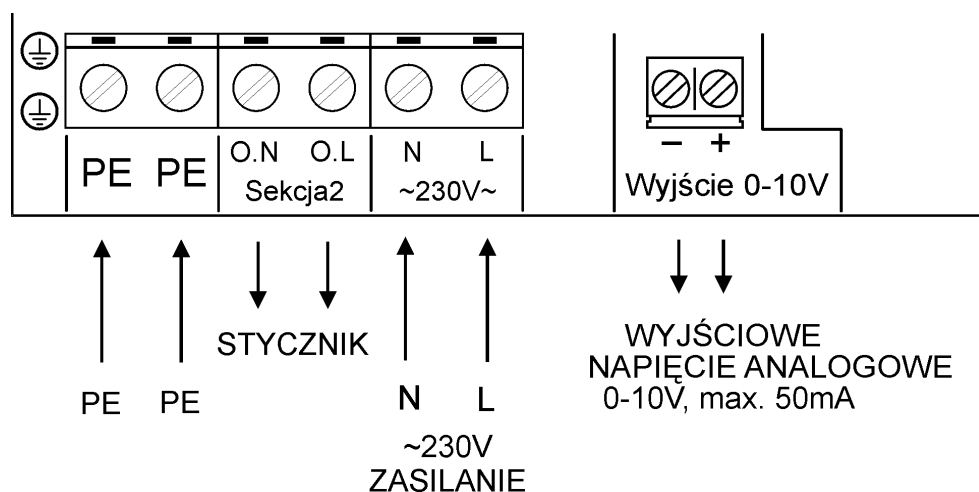 PE PE O.N O.L N L
Sekcja2 ~230V~
– +
Wyjście 0-10V
STYCZNIK
PE PE N L
~230V
ZASILANIE
WYJŚCIOWE
NAPIĘCIE ANALOGOWE
0-10V, max. 50mA